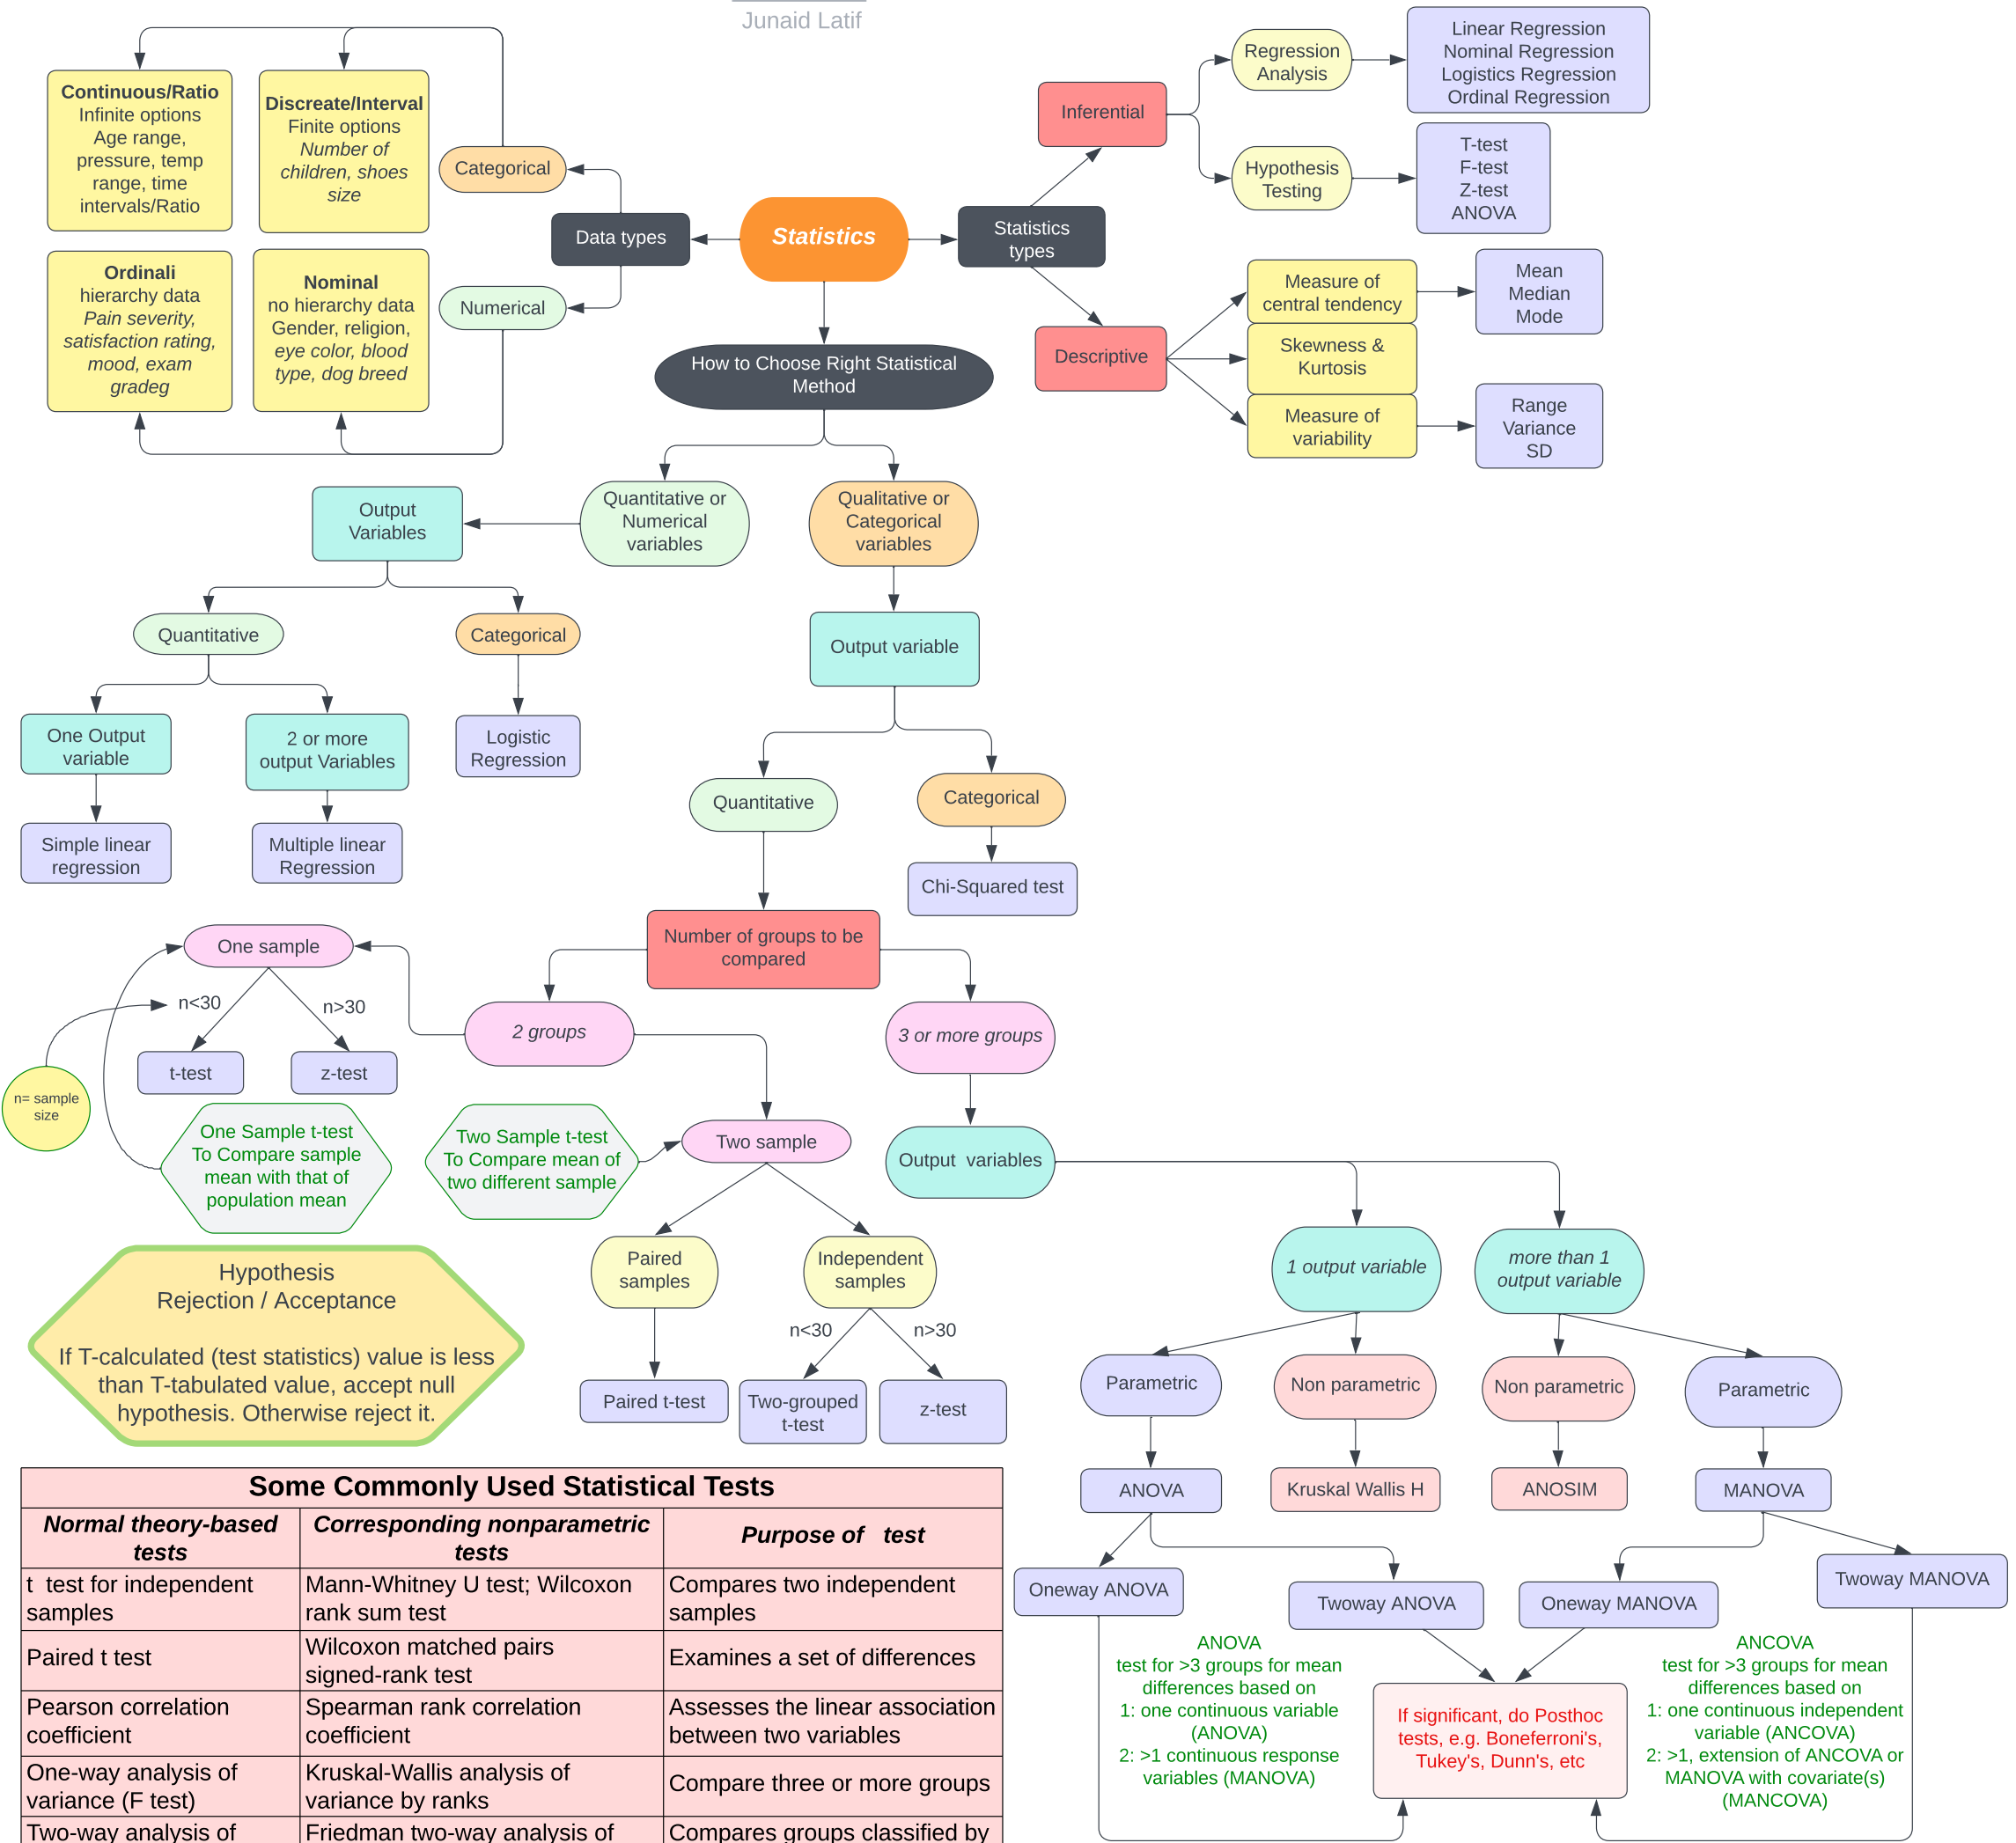 Junaid Latif
Continuous/Ratio
Infinite options
Age range,
pressure, temp
range, time
intervals/Ratio
Discreate/Interval
Finite options
Number of
children, shoes
size
Categorical
Data types
Numerical
Ordinali
hierarchy data
Pain severity,
satisfaction rating,
mood, exam
gradeg
Nominal
no hierarchy data
Gender, religion,
eye color, blood
type, dog breed
Statistics
Statistics
types
Inferential
Regression
Analysis
Linear Regression
Nominal Regression
Logistics Regression
Ordinal Regression
Hypothesis
Testing
T-test
F-test
Z-test
ANOVA
Descriptive
Measure of
central tendency
Mean
Median
Mode
Skewness &
Kurtosis
Measure of
variability
Range
Variance
SD
How to Choose Right Statistical
Method
Quantitative or
Numerical
variables
Qualitative or
Categorical
variables
Output
Variables
Quantitative
Categorical
One Output
variable
2 or more
output Variables
Logistic
Regression
Simple linear
regression
Multiple linear
Regression
Output variable
Quantitative
Categorical
Chi-Squared test
Number of groups to be
compared
One sample
n<30
n>30
t-test
z-test
n= sample
size
One Sample t-test
To Compare sample
mean with that of
population mean
2 groups
3 or more groups
Two Sample t-test
To Compare mean of
two different sample
Two sample
Output variables
Paired
samples
Independent
samples
n<30
n>30
Paired t-test
Two-grouped
t-test
z-test
1 output variable
more than 1
output variable
Parametric
Non parametric
Non parametric
Parametric
ANOVA
Kruskal Wallis H
ANOSIM
MANOVA
Oneway ANOVA
Twoway ANOVA
Oneway MANOVA
Twoway MANOVA
ANOVA
test for >3 groups for mean
differences based on
1: one continuous variable
(ANOVA)
2: >1 continuous response
variables (MANOVA)
If significant, do Posthoc
tests, e.g. Boneferroni's,
Tukey's, Dunn's, etc
ANCOVA
test for >3 groups for mean
differences based on
1: one continuous independent
variable (ANCOVA)
2: >1, extension of ANCOVA or
MANOVA with covariate(s)
(MANCOVA)
Hypothesis
Rejection / Acceptance
If T-calculated (test statistics) value is less
than T-tabulated value, accept null
hypothesis. Otherwise reject it.
Some Commonly Used Statistical Tests
Normal theory-based
tests
Corresponding nonparametric
tests
Purpose of test
t test for independent
samples
Mann-Whitney U test; Wilcoxon
rank sum test
Compares two independent
samples
Paired t test
Wilcoxon matched pairs
signed-rank test
Examines a set of differences
Pearson correlation
coefficient
Spearman rank correlation
coefficient
Assesses the linear association
between two variables
One-way analysis of
variance (F test)
Kruskal-Wallis analysis of
variance by ranks
Compare three or more groups
Two-way analysis of
Friedman two-way analysis of
Compares groups classified by